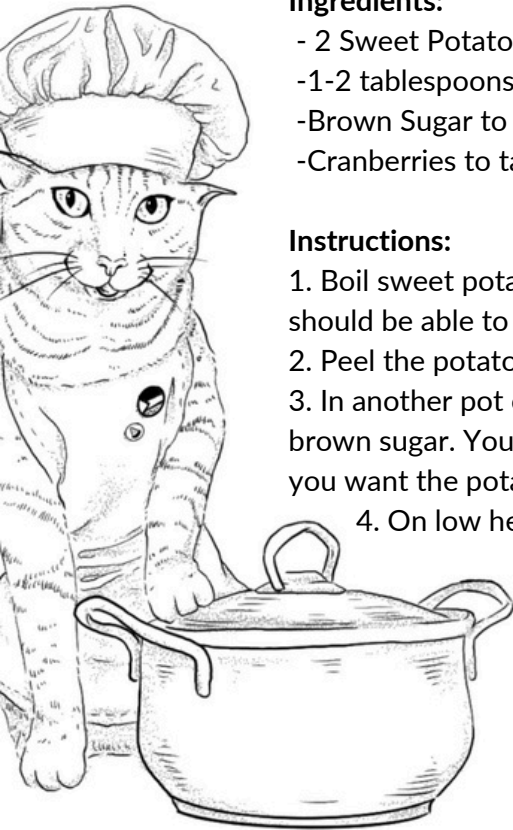 Ingredients:
- 2 Sweet Potato
-1-2 tablespoons
-Brown Sugar to
-Cranberries to ta
Instructions:
1. Boil sweet pota
should be able to
2. Peel the potato
3. In another pot
brown sugar. You
you want the pota
4. On low he